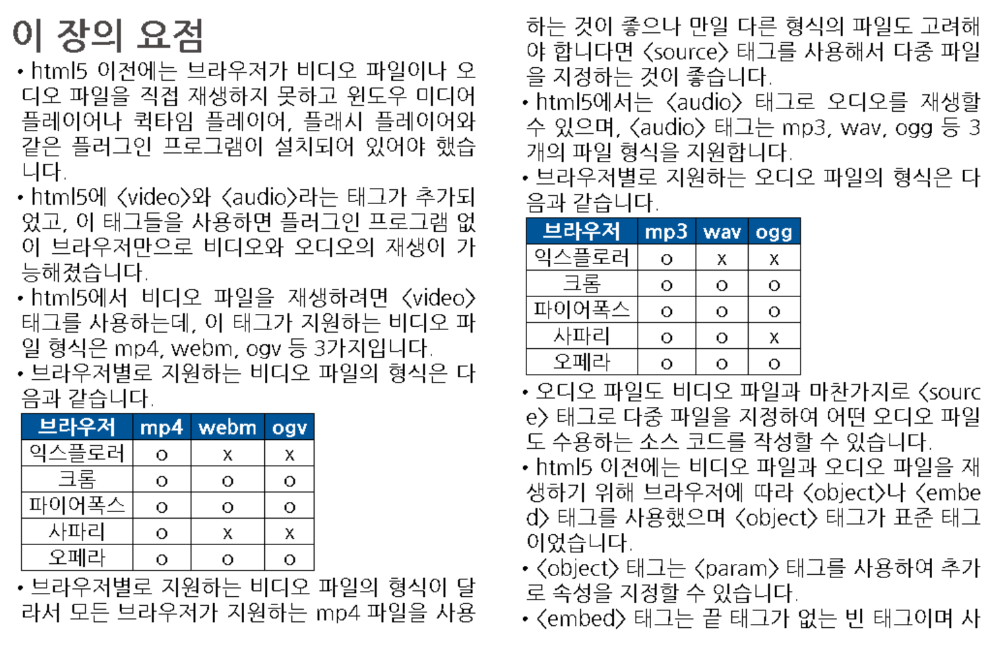 이 장의 요점
• html5 이전에는 브라우저가 비디오 파일이나 오
디오 파일을 직접 재생하지 못하고 윈도우 미디어
플레이어나 퀵타임 플레이어, 플래시 플레이어와
같은 플러그인 프로그램이 설치되어 있어야 했습
니다.
• html5에 〈video〉와 〈audio〉라는 태그가 추가되
었고, 이 태그들을 사용하면 플러그인 프로그램 없
이 브라우저만으로 비디오와 오디오의 재생이 가
능해졌습니다.
• html5에서 비디오 파일을 재생하려면 〈video〉
태그를 사용하는데, 이 태그가 지원하는 비디오 파
일 형식은 mp4, webm, ogv 등 3가지입니다.
• 브라우저별로 지원하는 비디오 파일의 형식은 다
음과 같습니다.
브라우저 mp4 webm ogv
익스플로러 o x x
크롬 o o o
파이어폭스 o o o
사파리 o x x
오페라 o o o
• 브라우저별로 지원하는 비디오 파일의 형식이 달
라서 모든 브라우저가 지원하는 mp4 파일을 사용
하는 것이 좋으나 만일 다른 형식의 파일도 고려해
야 합니다면 〈source〉 태그를 사용해서 다중 파일
을 지정하는 것이 좋습니다.
• html5에서는 〈audio〉 태그로 오디오를 재생할
수 있으며, 〈audio〉 태그는 mp3, wav, ogg 등 3
개의 파일 형식을 지원합니다.
• 브라우저별로 지원하는 오디오 파일의 형식은 다
음과 같습니다.
브라우저 mp3 wav ogg
익스플로러 o x x
크롬 o o o
파이어폭스 o o o
사파리 o o x
오페라 o o o
• 오디오 파일도 비디오 파일과 마찬가지로 〈sourc
e〉 태그로 다중 파일을 지정하여 어떤 오디오 파일
도 수용하는 소스 코드를 작성할 수 있습니다.
• html5 이전에는 비디오 파일과 오디오 파일을 재
생하기 위해 브라우저에 따라 〈object〉나 〈embe
d〉 태그를 사용했으며 〈object〉 태그가 표준 태그
이었습니다.
• 〈object〉 태그는 〈param〉 태그를 사용하여 추가
로 속성을 지정할 수 있습니다.
• 〈embed〉 태그는 끝 태그가 없는 빈 태그이며 사